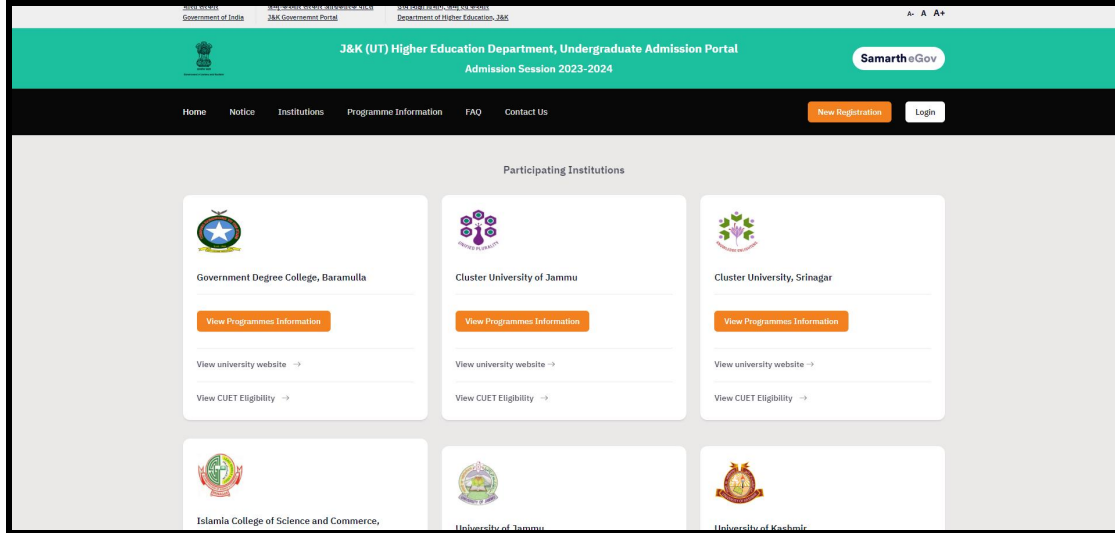 Government of India
J&K Governemnt Portal
Department of Higher Education, J&K
A- A A+
J&K (UT) Higher Education Department, Undergraduate Admission Portal
Admission Session 2023-2024
Samarth eGov
Home Notice Institutions Programme Information FAQ Contact Us New Registration Login
Participating Institutions
UNIFIED PLURALITY
Government Degree College, Baramulla
Cluster University of Jammu
Cluster University, Srinagar
View Programmes Information
View Programmes Information
View Programmes Information
View university website →
View university website →
View university website →
View CUET Eligibility →
View CUET Eligibility →
View CUET Eligibility →
Islamia College of Science and Commerce,
University of Jammu
University of Kashmir